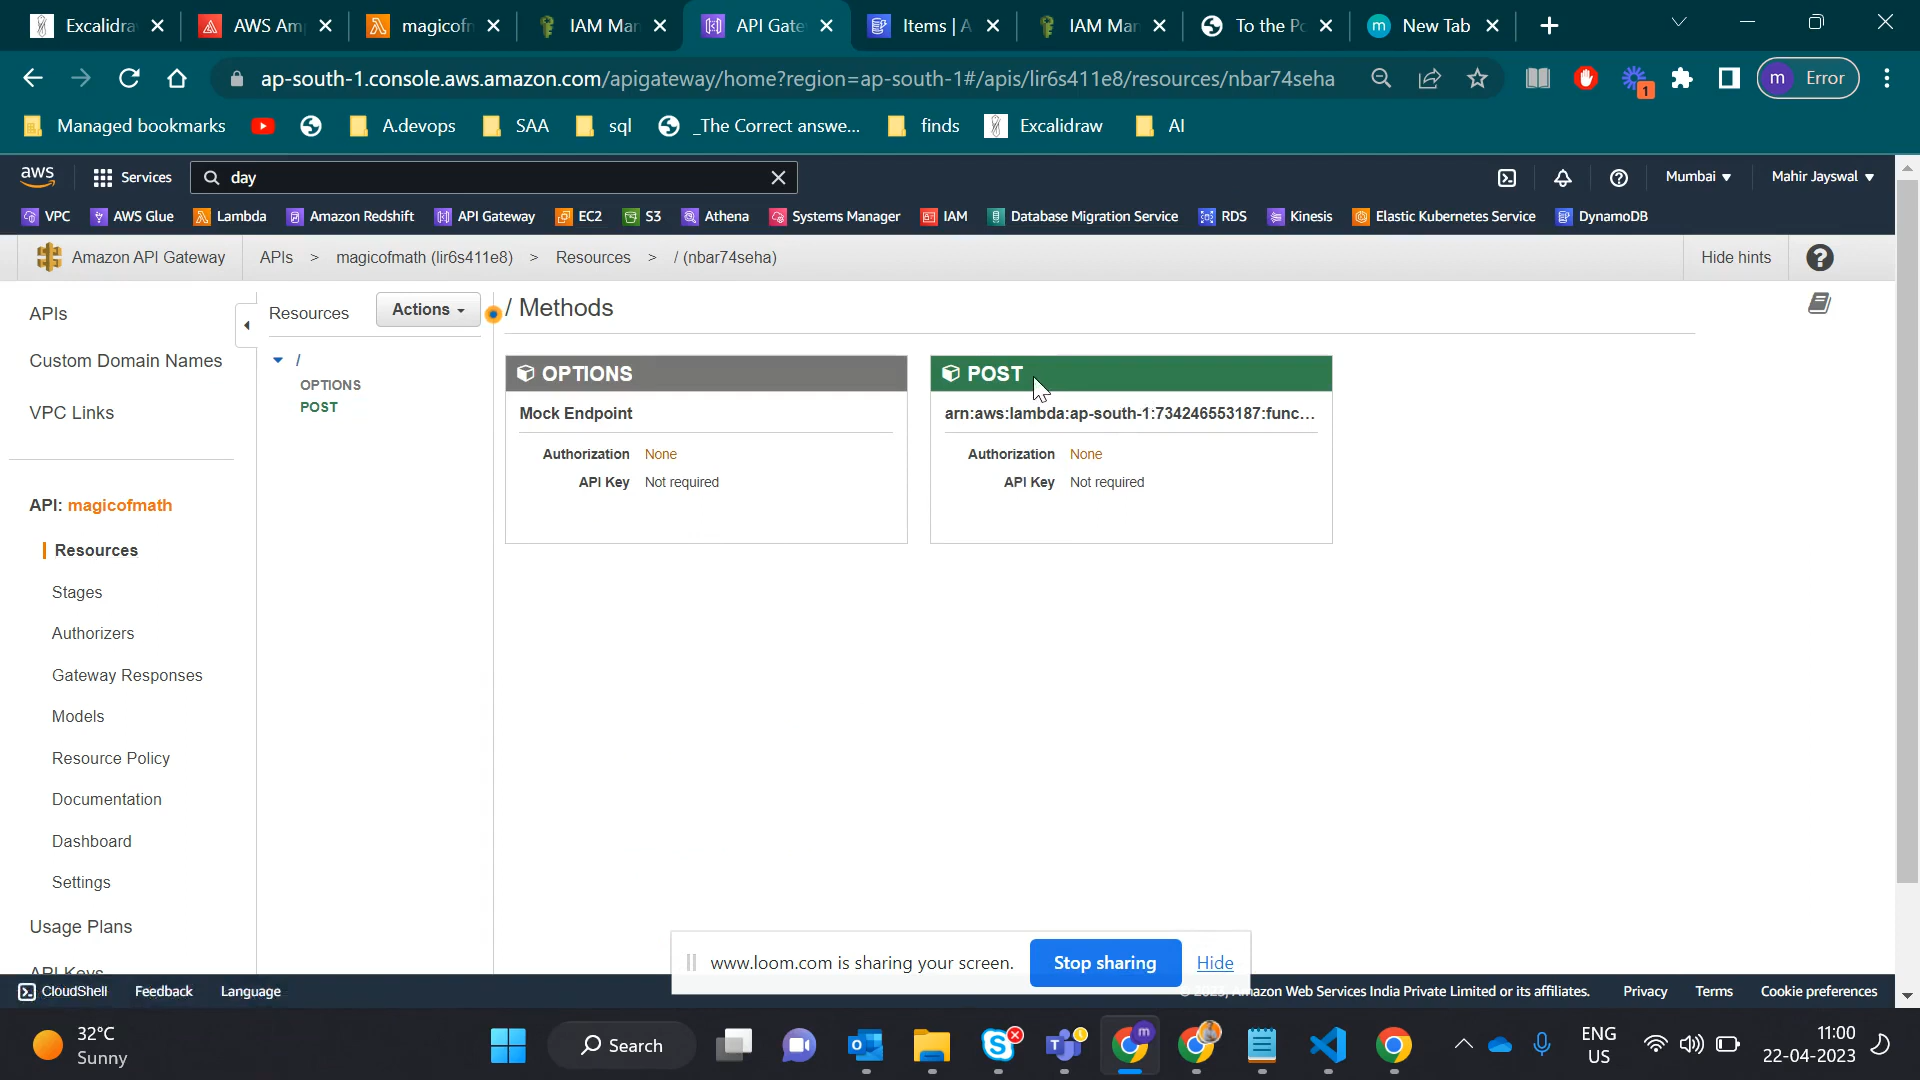 Excalidra
AWS Am
magicofm
IAM Man
API Gate
Items | A
IAM Man
To the Po
New Tab
ap-south-1.console.aws.amazon.com/apigateway/home?region=ap-south-1#/apis/lir6s411e8/resources/nbar74seha
1
m Error
Managed bookmarks
A.devops
SAA
sql
_The Correct answe...
finds
Excalidraw
AI
aws
Services
day
Mumbai
Mahir Jayswal
VPC
AWS Glue
Lambda
Amazon Redshift
API Gateway
EC2
S3
Athena
Systems Manager
IAM
Database Migration Service
RDS
Kinesis
Elastic Kubernetes Service
DynamoDB
Amazon API Gateway
APIs > magicofmath (lir6s411e8) > Resources > / (nbar74seha)
Hide hints
APIs
Custom Domain Names
VPC Links
API: magicofmath
Resources
Stages
Authorizers
Gateway Responses
Models
Resource Policy
Documentation
Dashboard
Settings
Usage Plans
API Keys
Resources
Actions
/
OPTIONS
POST
/ Methods
OPTIONS
Mock Endpoint
Authorization None
API Key Not required
POST
arn:aws:lambda:ap-south-1:734246553187:func...
Authorization None
API Key Not required
www.loom.com is sharing your screen.
Stop sharing
Hide
CloudShell
Feedback
Language
© 2023, Amazon Web Services India Private Limited or its affiliates.
Privacy
Terms
Cookie preferences
32°C
Sunny
Search
ENG
US
11:00
22-04-2023